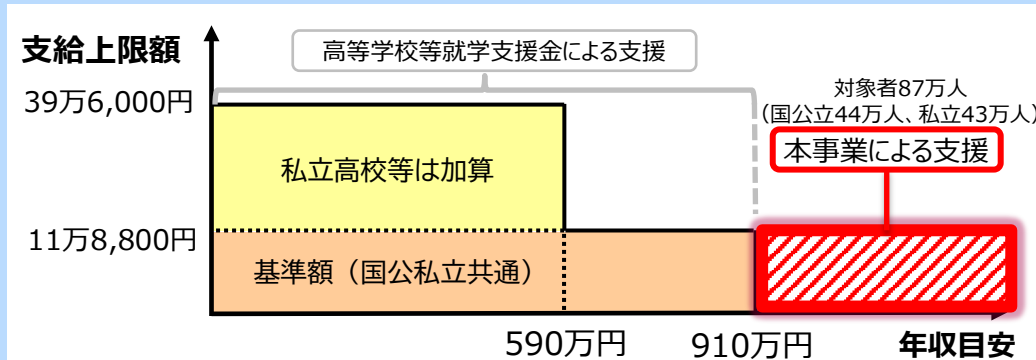 支給上限額
高等学校等就学支援金による支援
39万6,000円
対象者87万人
(国公立44万人、私立43万人)
本事業による支援
私立高校等は加算
11万8,800円
基準額（国公私立共通）
590万円
910万円
年収目安